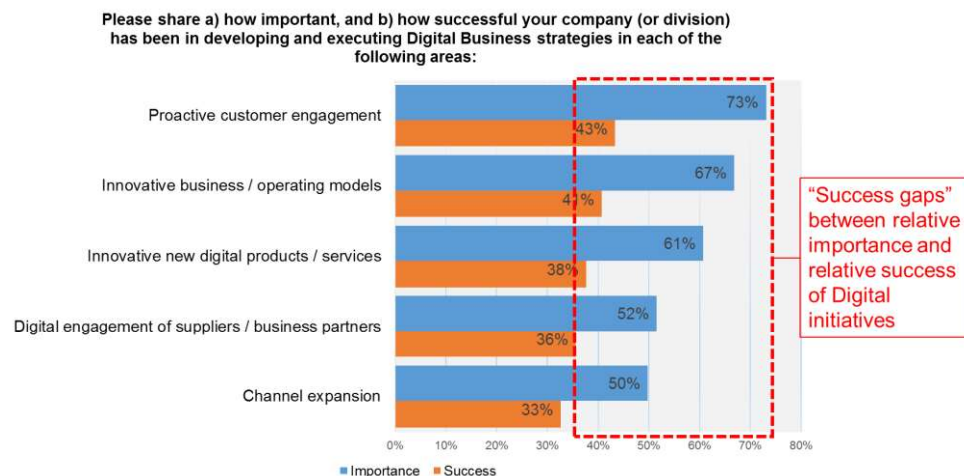 Please share a) how important, and b) how successful your company (or division)
has been in developing and executing Digital Business strategies in each of the
following areas:
Proactive customer engagement
73%
43%
Innovative business / operating models
67%
41%
Innovative new digital products / services
61%
38%
Digital engagement of suppliers / business partners
52%
36%
Channel expansion
50%
33%
“Success gaps”
between relative
importance and
relative success
of Digital
initiatives
0% 10% 20% 30% 40% 50% 60% 70% 80%
Importance Success